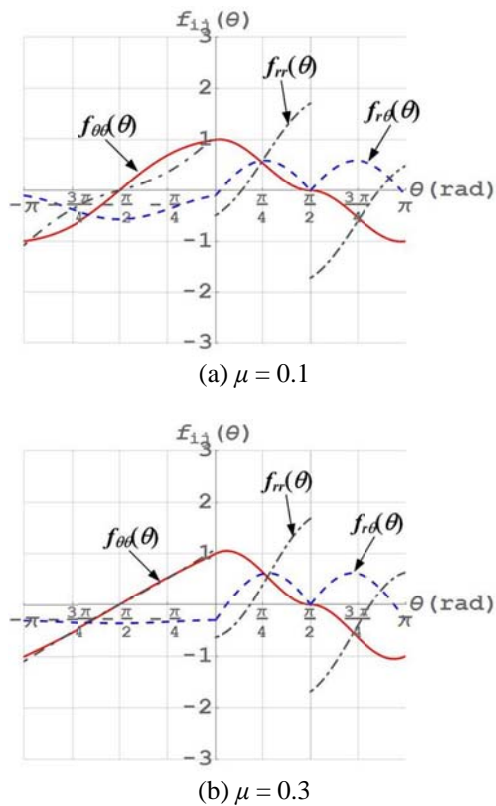 f_ij(θ)
3
f_rr(θ)
2
f_θθ(θ)
f_rθ(θ)
1
θ(rad)
−π −3π/4 −π/2 −π/4 π/4 π/2 3π/4 π
−1
−2
−3
(a) μ = 0.1
f_ij(θ)
3
f_rr(θ)
2
f_θθ(θ)
f_rθ(θ)
1
θ(rad)
−π −3π/4 −π/2 −π/4 π/4 π/2 3π/4 π
−1
−2
−3
(b) μ = 0.3